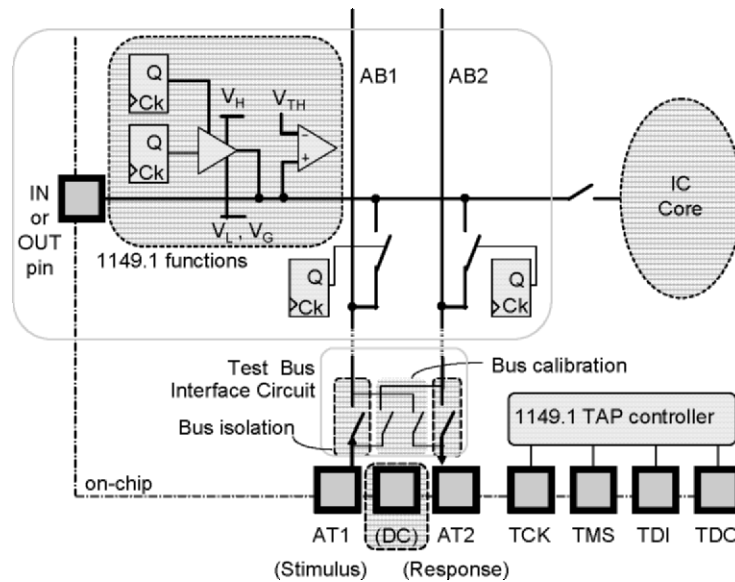 AB1
AB2
Q
Ck
Q
Ck
V_H
V_TH
−
+
IN
or
OUT
pin
V_L , V_G
1149.1 functions
IC
Core
Q
Ck
Q
Ck
Test Bus
Interface Circuit
Bus calibration
Bus isolation
1149.1 TAP controller
on-chip
AT1
(DC)
AT2
TCK
TMS
TDI
TDO
(Stimulus)
(Response)